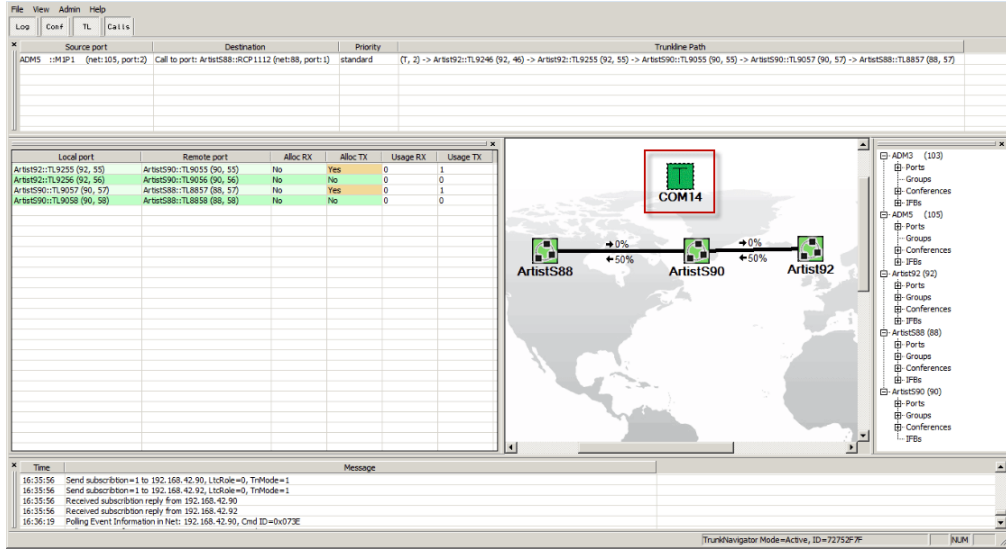 File View Admin Help
Log Conf TL Calls
Source port Destination Priority Trunkline Path
ADM5 ::M1P1 (net:105, port:2) Call to port: ArtistS88::RCP1112 (net:88, port:1) standard (T, 2) -> Artist92::TL9246 (92, 46) -> Artist92::TL9255 (92, 55) -> ArtistS90::TL9055 (90, 55) -> ArtistS90::TL9057 (90, 57) -> ArtistS88::TL8857 (88, 57)
Local port Remote port Alloc RX Alloc TX Usage RX Usage TX
Artist92::TL9255 (92, 55) ArtistS90::TL9055 (90, 55) No Yes 0 1
Artist92::TL9256 (92, 56) ArtistS90::TL9056 (90, 56) No No 0 0
ArtistS90::TL9057 (90, 57) ArtistS88::TL8857 (88, 57) No Yes 0 1
ArtistS90::TL9058 (90, 58) ArtistS88::TL8858 (88, 58) No No 0 0
T
COM14
0% 0%
50% 50%
ArtistS88 ArtistS90 Artist92
ADM3 (103)
Ports
Groups
Conferences
IFBs
ADM5 (105)
Ports
Groups
Conferences
IFBs
Artist92 (92)
Ports
Groups
Conferences
IFBs
ArtistS88 (88)
Ports
Groups
Conferences
IFBs
ArtistS90 (90)
Ports
Groups
Conferences
IFBs
Time Message
16:35:56 Send subscribtion=1 to 192.168.42.90, LtcRole=0, TnMode=1
16:35:56 Send subscribtion=1 to 192.168.42.92, LtcRole=0, TnMode=1
16:35:56 Received subscribtion reply from 192.168.42.90
16:35:56 Received subscribtion reply from 192.168.42.92
16:36:19 Polling Event Information in Net: 192.168.42.90, Cmd ID=0x073E
TrunkNavigator Mode=Active, ID=72752F7F NUM